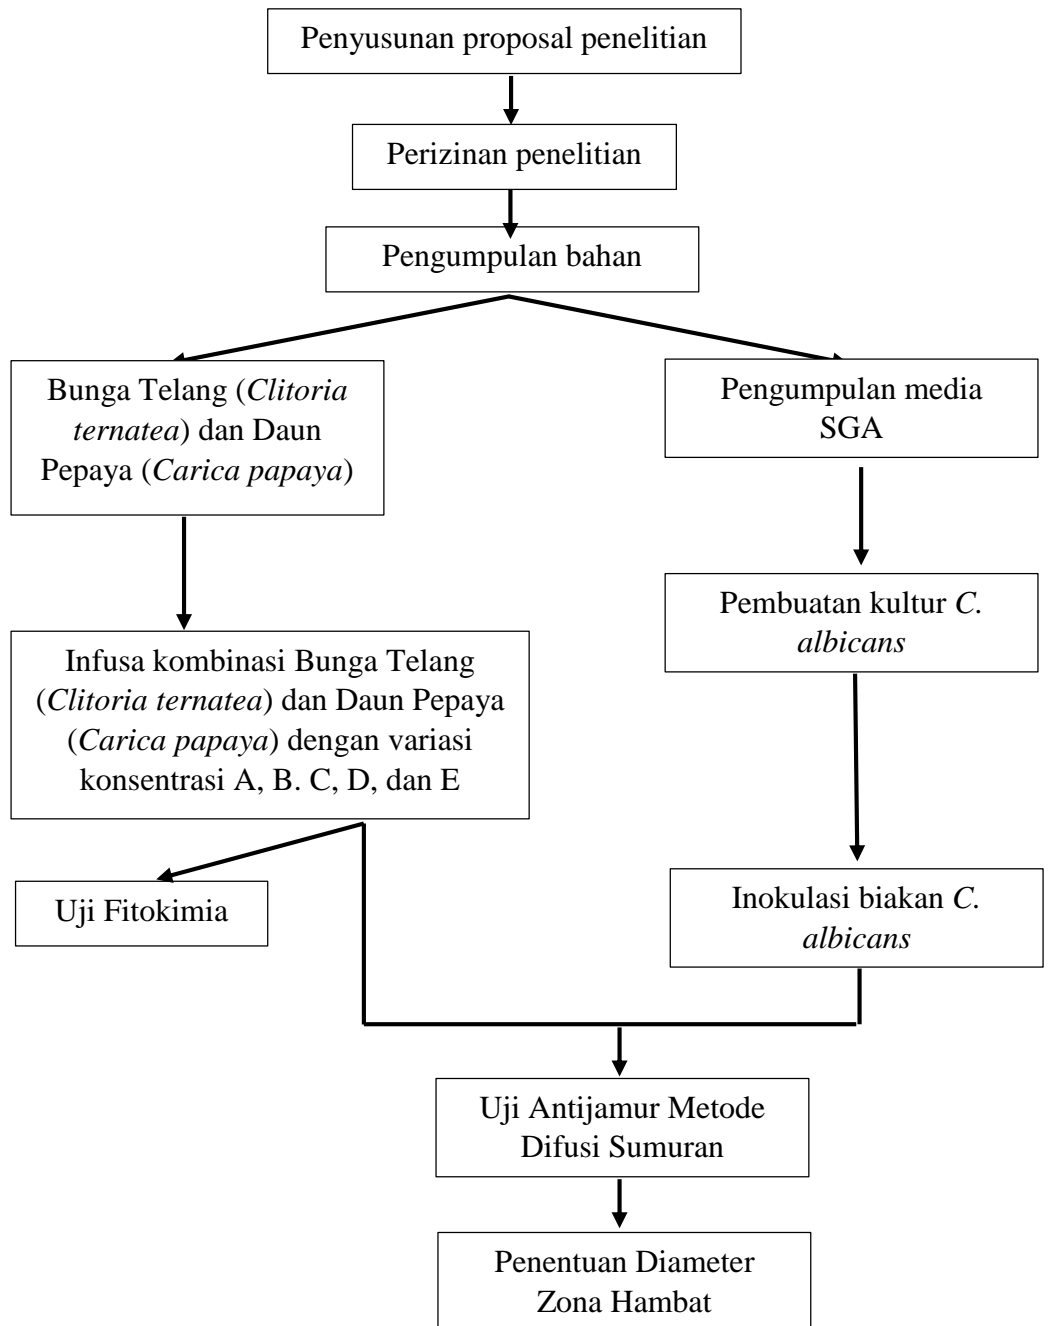 Penyusunan proposal penelitian
Perizinan penelitian
Pengumpulan bahan
Bunga Telang (Clitoria
ternatea) dan Daun
Pepaya (Carica papaya)
Pengumpulan media
SGA
Pembuatan kultur C.
albicans
Infusa kombinasi Bunga Telang
(Clitoria ternatea) dan Daun Pepaya
(Carica papaya) dengan variasi
konsentrasi A, B. C, D, dan E
Uji Fitokimia
Inokulasi biakan C.
albicans
Uji Antijamur Metode
Difusi Sumuran
Penentuan Diameter
Zona Hambat